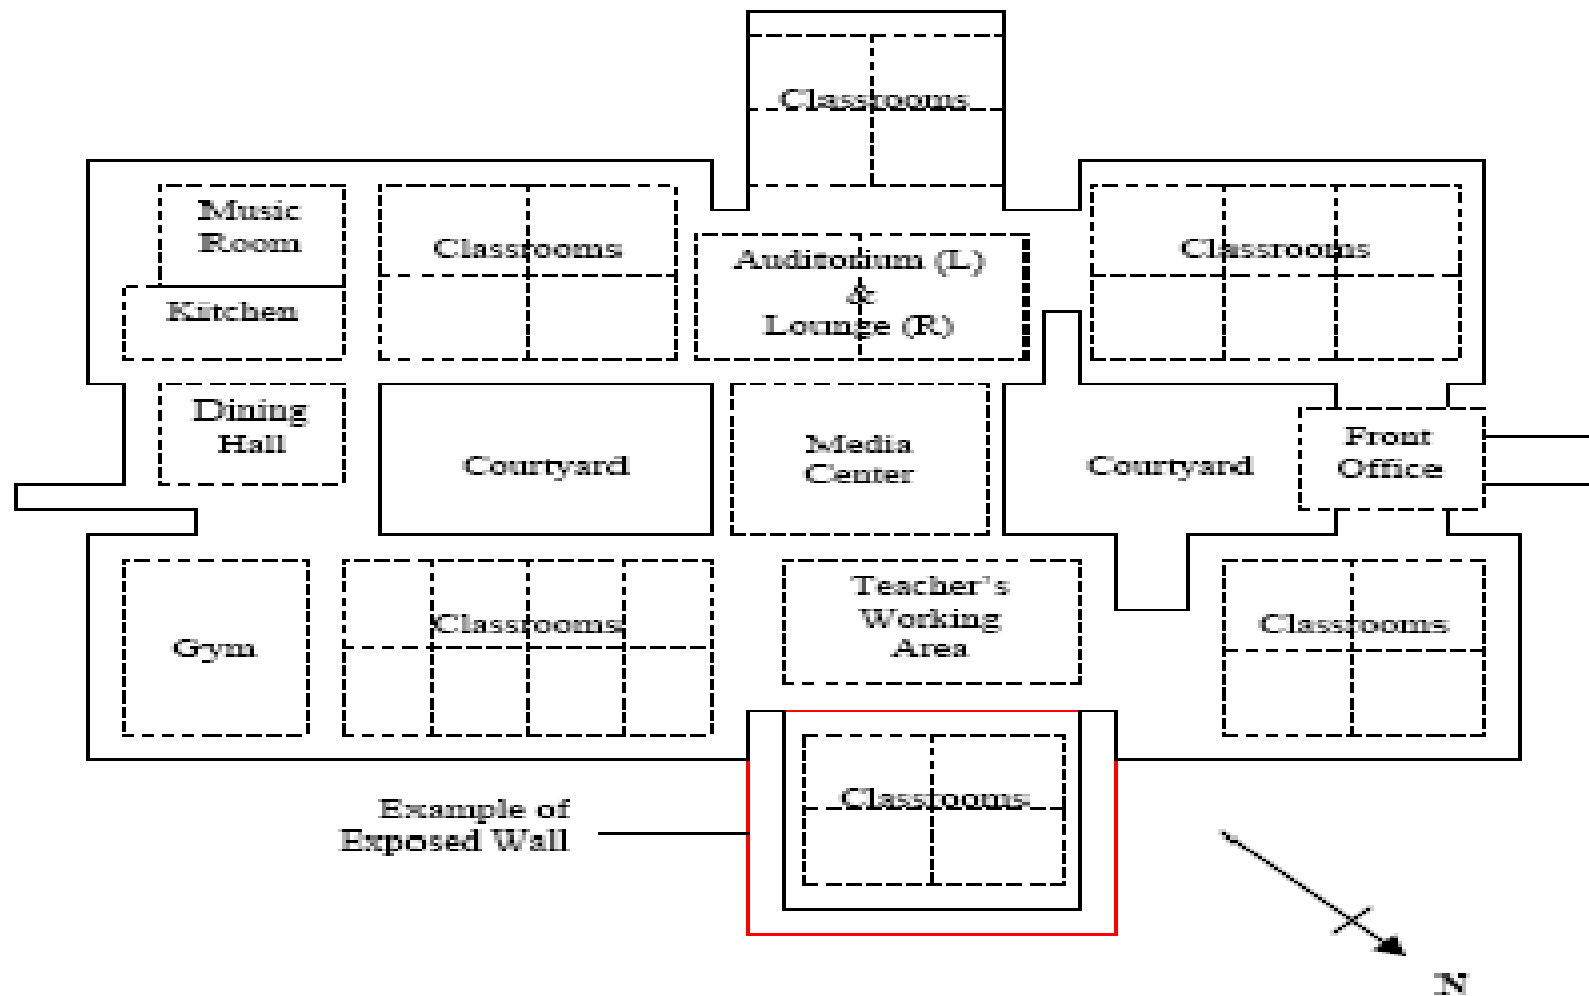 Classrooms
Music
Room
Classrooms
Auditorium (L)
&
Lounge (R)
Classrooms
Kitchen
Dining
Hall
Courtyard
Media
Center
Courtyard
Front
Office
Gym
Classrooms
Teacher's
Working
Area
Classrooms
Classrooms
Example of
Exposed Wall
N